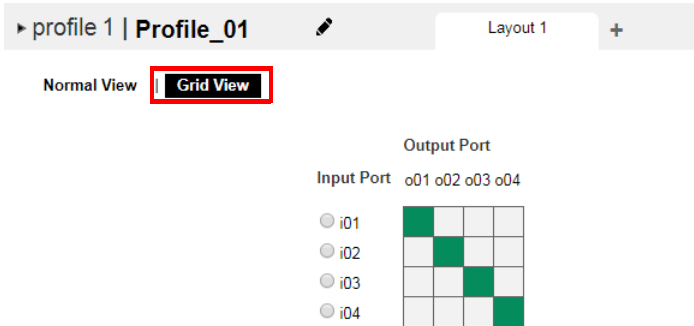 profile 1 | Profile_01 Layout 1 +
Normal View | Grid View
Output Port
Input Port o01 o02 o03 o04
i01
i02
i03
i04